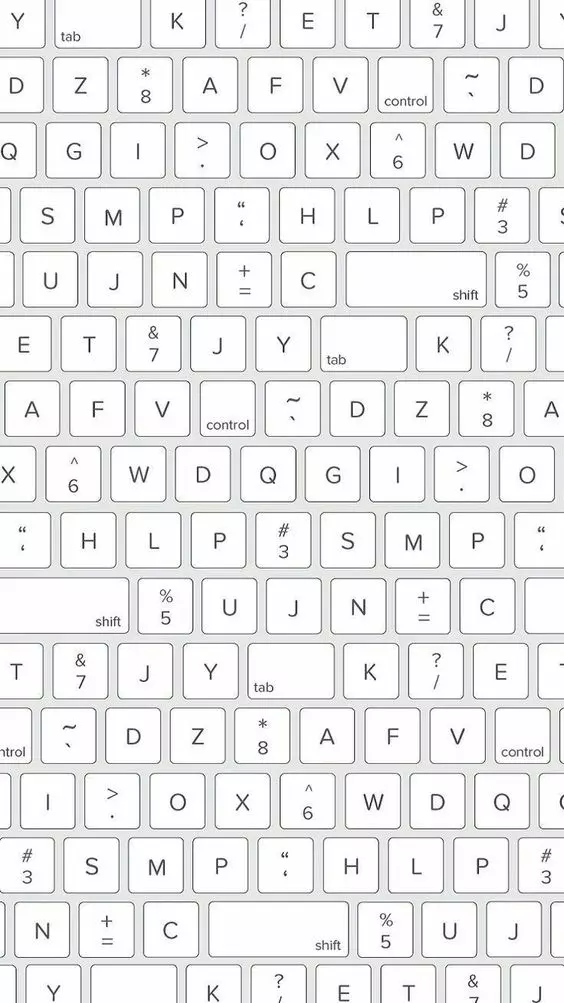 Y tab K ? / E T & 7 J
D Z * 8 A F V control ~ ` D
Q G I > . O X ^ 6 W D
S M P “ ‘ H L P # 3
U J N + = C shift % 5
E T & 7 J Y tab K ? /
A F V control ~ ` D Z * 8 A
X ^ 6 W D Q G I > . O
“ ‘ H L P # 3 S M P “ ‘
shift % 5 U J N + = C
T & 7 J Y tab K ? / E
ntrol ~ ` D Z * 8 A F V control
I > . O X ^ 6 W D Q
# 3 S M P “ ‘ H L P # 3
N + = C shift % 5 U J
Y K ? / E T & 7 J